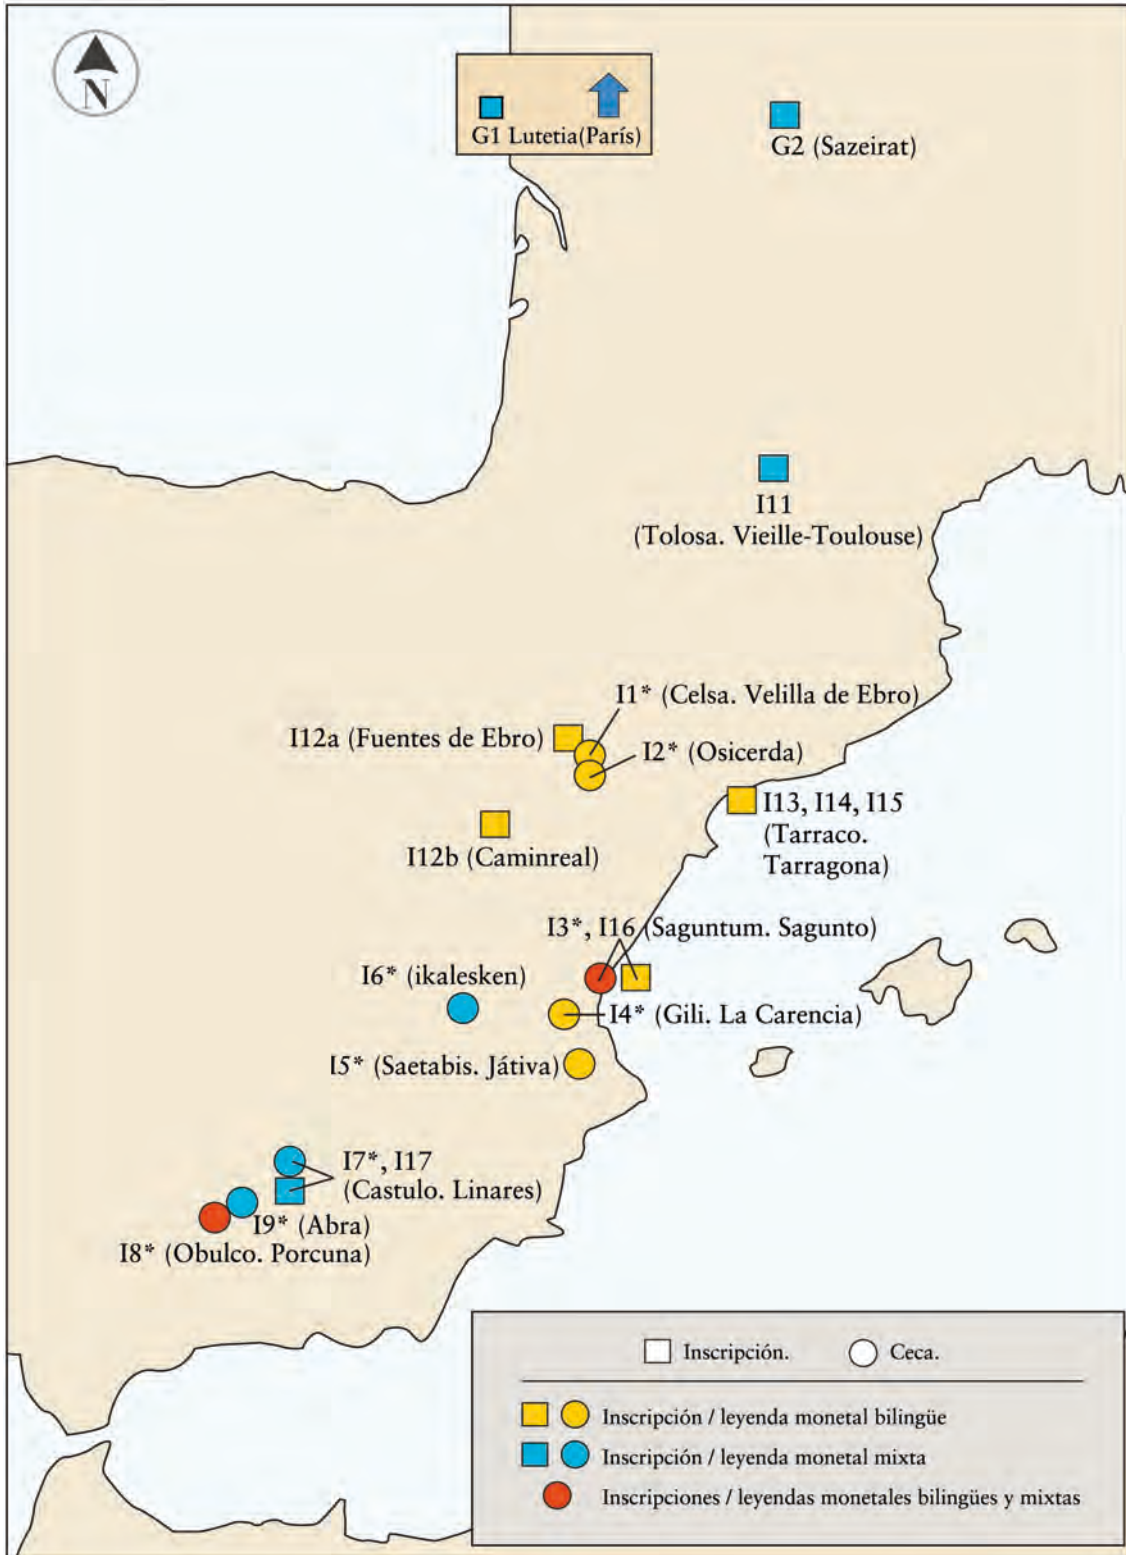 N
G1 Lutetia(París)
G2 (Sazeirat)
I11
(Tolosa. Vieille-Toulouse)
I1* (Celsa. Velilla de Ebro)
I12a (Fuentes de Ebro)
I2* (Osicerda)
I13, I14, I15
(Tarraco.
Tarragona)
I12b (Caminreal)
I3*, I16 (Saguntum. Sagunto)
I6* (ikalesken)
I4* (Gili. La Carencia)
I5* (Saetabis. Játiva)
I7*, I17
(Castulo. Linares)
I9* (Abra)
I8* (Obulco. Porcuna)
Inscripción. Ceca.
Inscripción / leyenda monetal bilingüe
Inscripción / leyenda monetal mixta
Inscripciones / leyendas monetales bilingües y mixtas